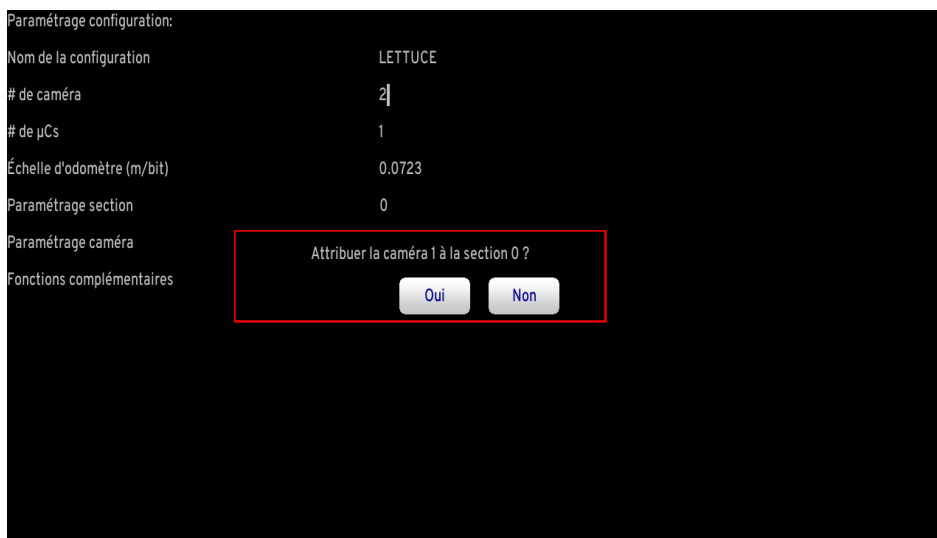 Paramétrage configuration:
Nom de la configuration LETTUCE
# de caméra 2
# de µCs 1
Échelle d'odomètre (m/bit) 0.0723
Paramétrage section 0
Paramétrage caméra
Attribuer la caméra 1 à la section 0 ?
Fonctions complémentaires
Oui Non